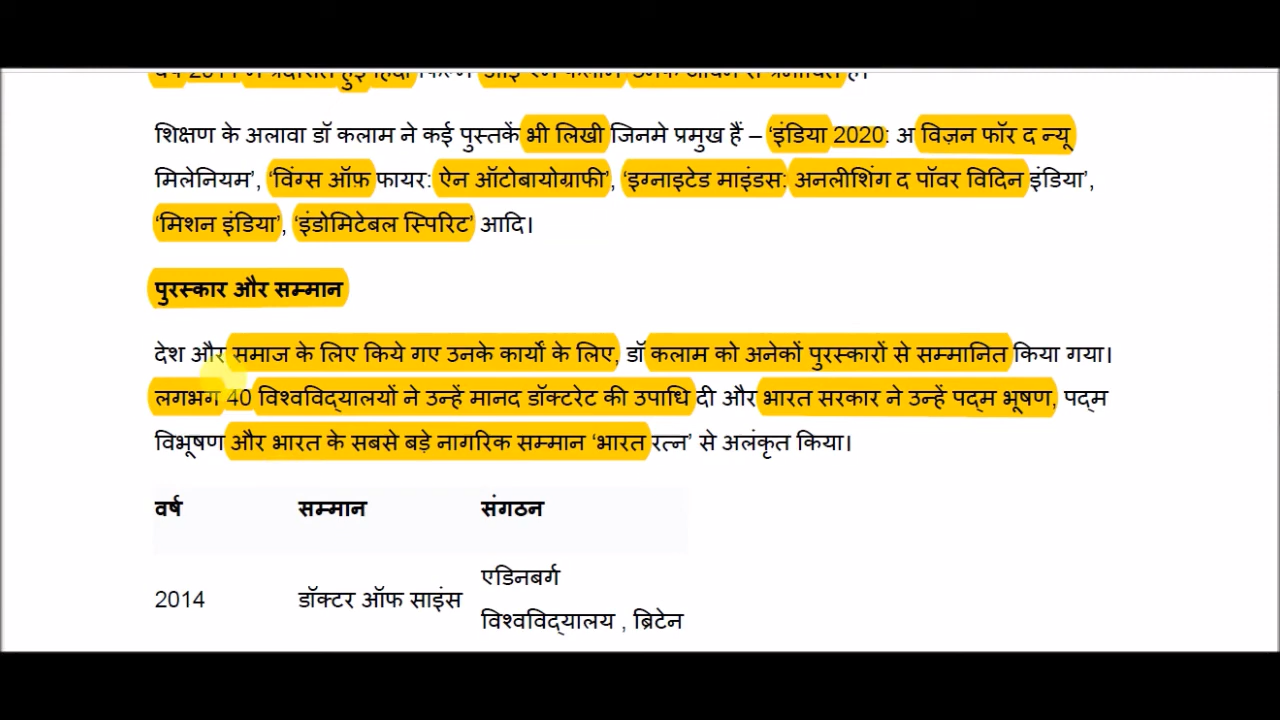 शिक्षण के अलावा डॉ कलाम ने कई पुस्तकें भी लिखी जिनमे प्रमुख हैं – 'इंडिया 2020: अ विज़न फॉर द न्यू
मिलेनियम', 'विंग्स ऑफ़ फायर: ऐन ऑटोबायोग्राफी', 'इग्नाइटेड माइंडस: अनलीशिंग द पॉवर विदिन इंडिया',
'मिशन इंडिया', 'इंडोमिटेबल स्पिरिट' आदि।
पुरस्कार और सम्मान
देश और समाज के लिए किये गए उनके कार्यों के लिए, डॉ कलाम को अनेकों पुरस्कारों से सम्मानित किया गया।
लगभग 40 विश्वविद्यालयों ने उन्हें मानद डॉक्टरेट की उपाधि दी और भारत सरकार ने उन्हें पद्म भूषण, पद्म
विभूषण और भारत के सबसे बड़े नागरिक सम्मान 'भारत रत्न' से अलंकृत किया।
वर्ष सम्मान संगठन
2014 डॉक्टर ऑफ साइंस एडिनबर्ग
विश्वविद्यालय , ब्रिटेन